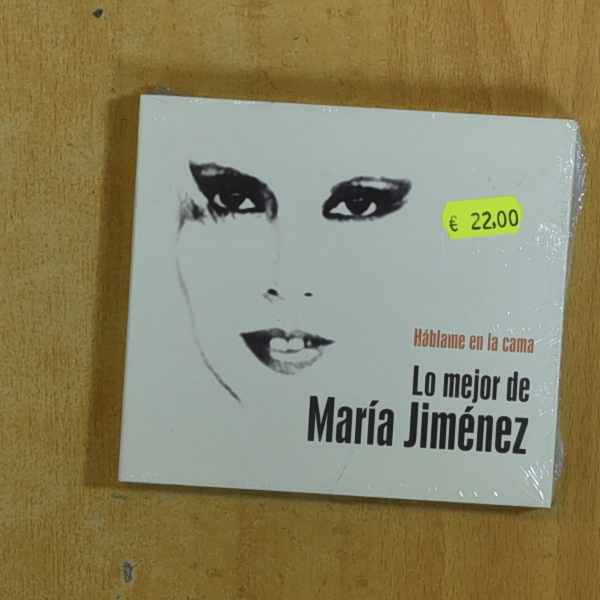 € 22,00
Háblame en la cama
Lo mejor de
María Jiménez